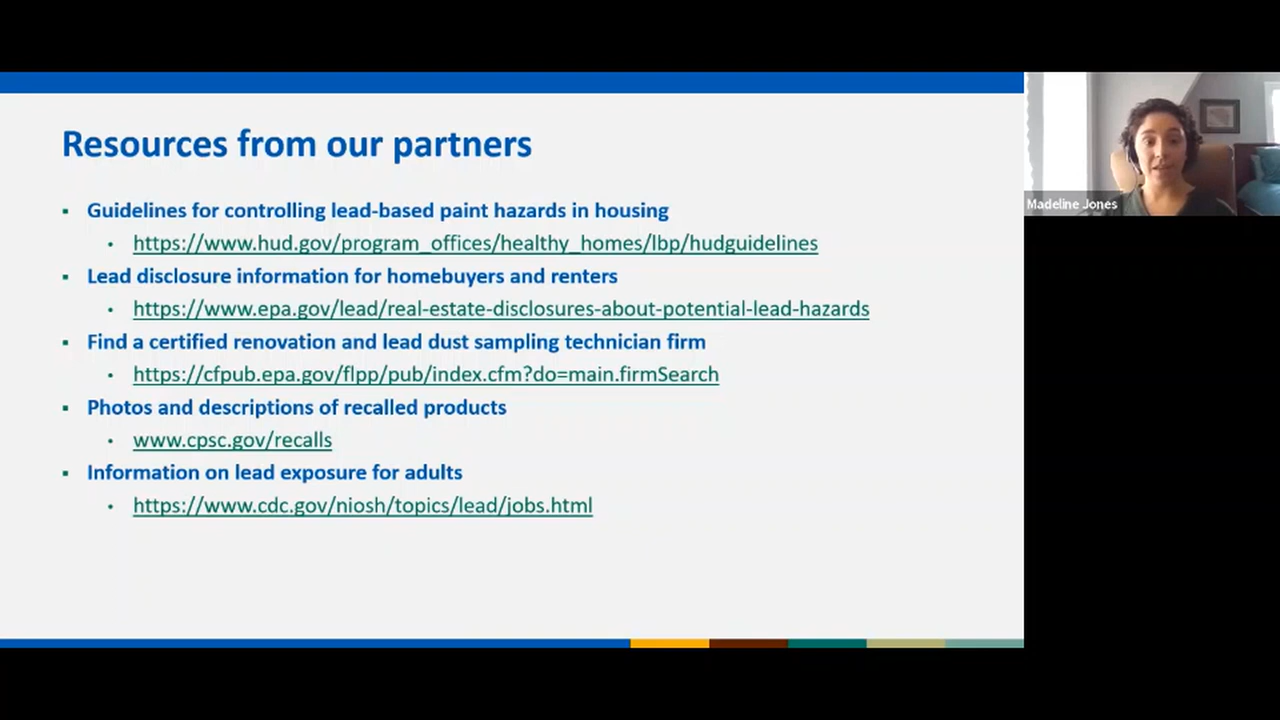 Resources from our partners
Guidelines for controlling lead-based paint hazards in housing
https://www.hud.gov/program_offices/healthy_homes/lbp/hudguidelines
Lead disclosure information for homebuyers and renters
https://www.epa.gov/lead/real-estate-disclosures-about-potential-lead-hazards
Find a certified renovation and lead dust sampling technician firm
https://cfpub.epa.gov/flpp/pub/index.cfm?do=main.firmSearch
Photos and descriptions of recalled products
www.cpsc.gov/recalls
Information on lead exposure for adults
https://www.cdc.gov/niosh/topics/lead/jobs.html
Madeline Jones